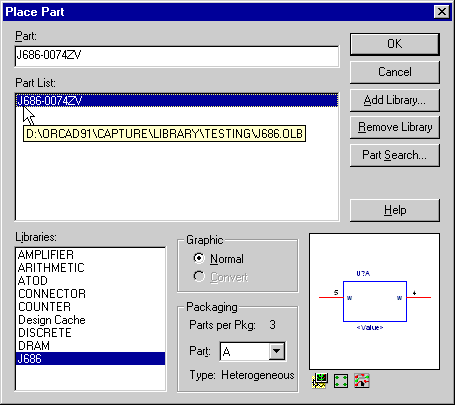 Place Part
Part:
J686-0074ZV
OK
Cancel
Part List:
J686-0074ZV
D:\ORCAD91\CAPTURE\LIBRARY\TESTING\J686.OLB
Add Library...
Remove Library
Part Search...
Help
Libraries:
AMPLIFIER
ARITHMETIC
ATOD
CONNECTOR
COUNTER
Design Cache
DISCRETE
DRAM
J686
Graphic
Normal
Convert
Packaging
Parts per Pkg: 3
Part: A
Type: Heterogeneous
U?A
5 w w 4
<Value>